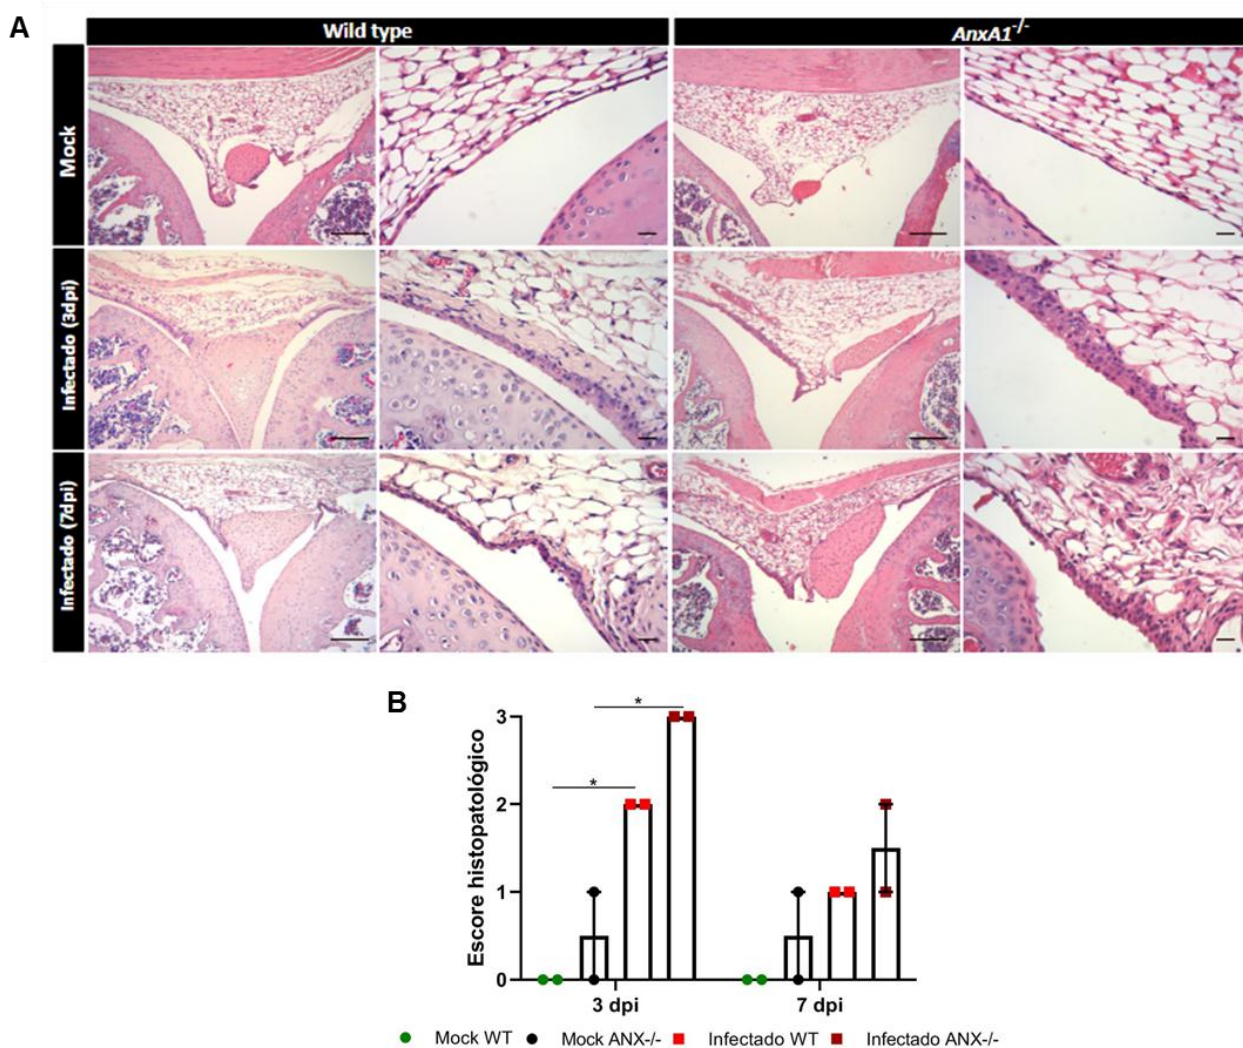 A
Wild type
AnxA1-/-
Mock
Infectado (3dpi)
Infectado (7dpi)
B
Escore histopatológico
3
2
1
0
*
*
3 dpi
7 dpi
Mock WT
Mock ANX-/-
Infectado WT
Infectado ANX-/-